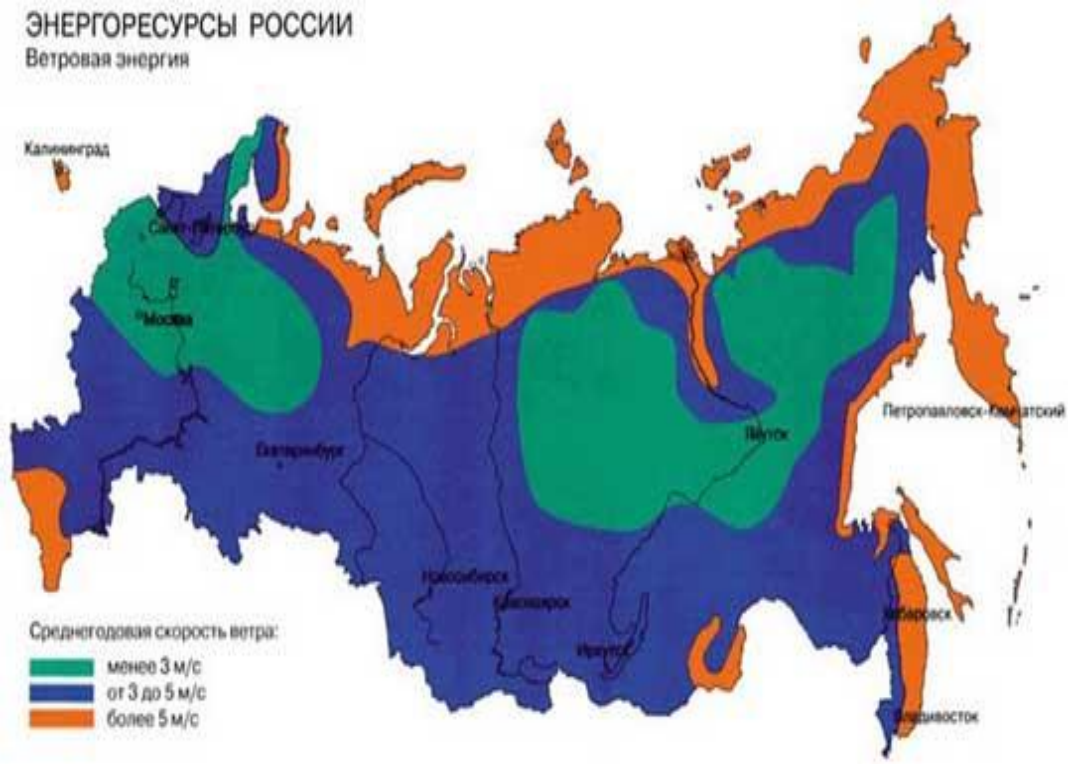 ЭНЕРГОРЕСУРСЫ РОССИИ
Ветровая энергия
Калининград
Санкт-Петербург
Москва
Петропавловск-Камчатский
Якутск
Екатеринбург
Новосибирск
Красноярск
Хабаровск
Иркутск
Владивосток
Среднегодовая скорость ветра:
менее 3 м/с
от 3 до 5 м/с
более 5 м/с